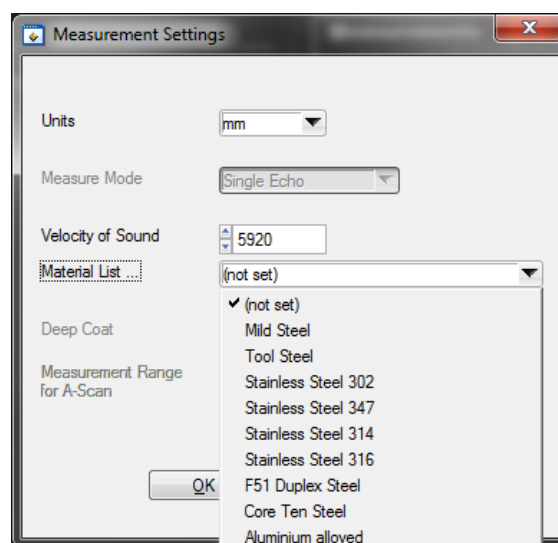 Measurement Settings
Units
mm
Measure Mode
Single Echo
Velocity of Sound
5920
Material List ...
(not set)
(not set)
Mild Steel
Tool Steel
Stainless Steel 302
Stainless Steel 347
Stainless Steel 314
Stainless Steel 316
F51 Duplex Steel
Core Ten Steel
Aluminium alloyed
Deep Coat
Measurement Range
for A-Scan
OK